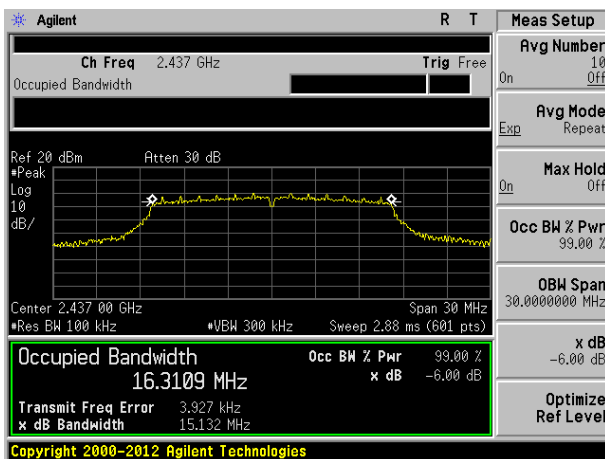 Agilent R T
Ch Freq 2.437 GHz Trig Free
Occupied Bandwidth
Ref 20 dBm Atten 30 dB
#Peak
Log
10
dB/
Center 2.437 00 GHz Span 30 MHz
#Res BW 100 kHz #VBW 300 kHz Sweep 2.88 ms (601 pts)
Occupied Bandwidth Occ BW % Pwr 99.00 %
16.3109 MHz x dB -6.00 dB
Transmit Freq Error 3.927 kHz
x dB Bandwidth 15.132 MHz
Copyright 2000-2012 Agilent Technologies
Meas Setup
Avg Number
10
On Off
Avg Mode
Exp Repeat
Max Hold
On Off
Occ BW % Pwr
99.00 %
OBW Span
30.0000000 MHz
x dB
-6.00 dB
Optimize
Ref Level